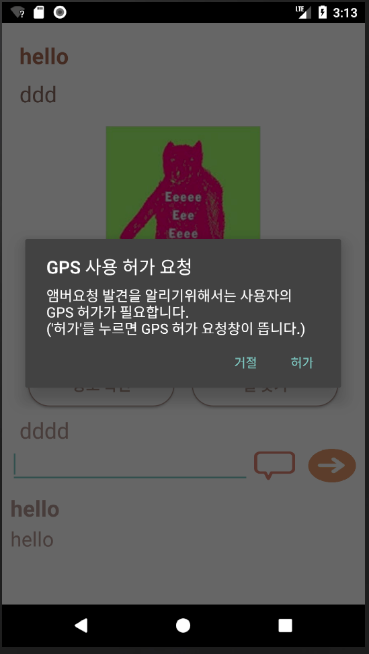 LTE 3:13
hello
ddd
Eeeee
Eee
Eeee
GPS 사용 허가 요청
앰버요청 발견을 알리기위해서는 사용자의
GPS 허가가 필요합니다.
('허가'를 누르면 GPS 허가 요청창이 뜹니다.)
거절 허가
dddd
hello
hello